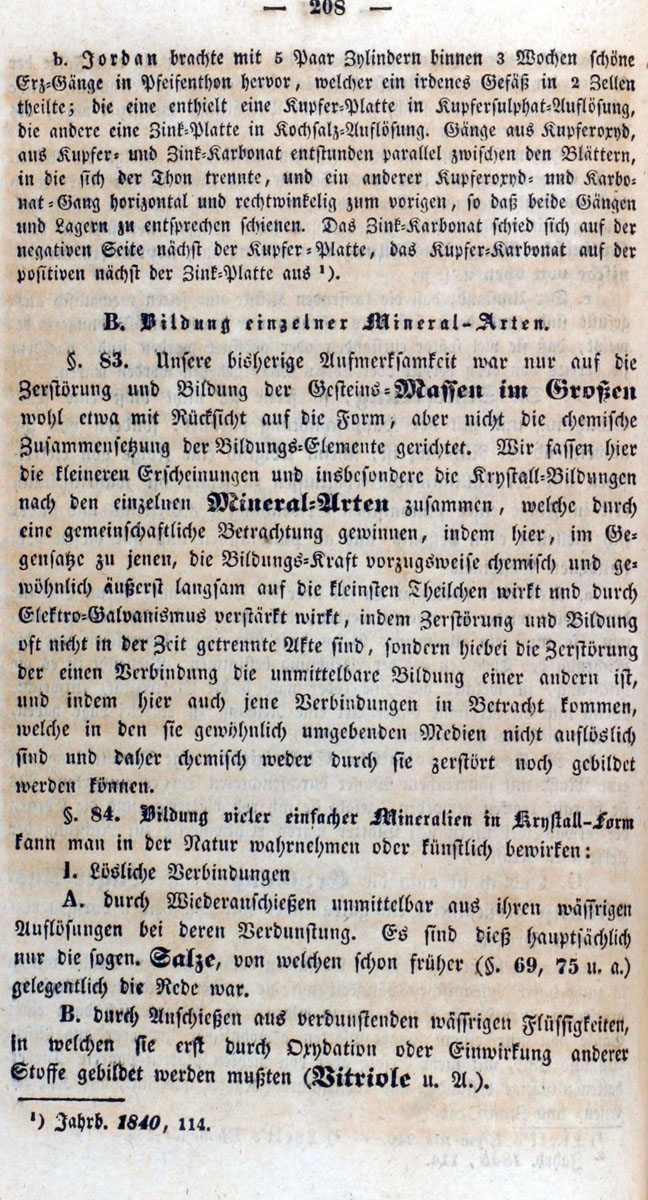 — 208 —
b. Jordan brachte mit 5 Paar Zylindern binnen 3 Wochen schöne
Erz-Gänge in Pfeifenthon hervor, welcher ein irdenes Gefäß in 2 Zellen
theilte; die eine enthielt eine Kupfer-Platte in Kupfersulphat-Auflösung,
die andere eine Zink-Platte in Kochsalz-Auflösung. Gänge aus Kupferoxyd,
aus Kupfer- und Zink-Karbonat entstunden parallel zwischen den Blättern,
in die sich der Thon trennte, und ein anderer Kupferoxyd- und Karbo-
nat-Gang horizontal und rechtwinkelig zum vorigen, so daß beide Gängen
und Lagern zu entsprechen schienen. Das Zink-Karbonat schied sich auf der
negativen Seite nächst der Kupfer-Platte, das Kupfer-Karbonat auf der
positiven nächst der Zink-Platte aus ¹).
B. Bildung einzelner Mineral-Arten.
§. 83. Unsere bisherige Aufmerksamkeit war nur auf die
Zerstörung und Bildung der Gesteins-Massen im Großen
wohl etwa mit Rücksicht auf die Form, aber nicht die chemische
Zusammensetzung der Bildungs-Elemente gerichtet. Wir fassen hier
die kleineren Erscheinungen und insbesondere die Krystall-Bildungen
nach den einzelnen Mineral-Arten zusammen, welche durch
eine gemeinschaftliche Betrachtung gewinnen, indem hier, im Ge-
gensatze zu jenen, die Bildungs-Kraft vorzugsweise chemisch und ge-
wöhnlich äußerst langsam auf die kleinsten Theilchen wirkt und durch
Elektro-Galvanismus verstärkt wirkt, indem Zerstörung und Bildung
oft nicht in der Zeit getrennte Akte sind, sondern hiebei die Zerstörung
der einen Verbindung die unmittelbare Bildung einer andern ist,
und indem hier auch jene Verbindungen in Betracht kommen,
welche in den sie gewöhnlich umgebenden Medien nicht auflöslich
sind und daher chemisch weder durch sie zerstört noch gebildet
werden können.
§. 84. Bildung vieler einfacher Mineralien in Krystall-Form
kann man in der Natur wahrnehmen oder künstlich bewirken:
I. Lösliche Verbindungen
A. durch Wiederanschießen unmittelbar aus ihren wässrigen
Auflösungen bei deren Verdunstung. Es sind dieß hauptsächlich
nur die sogen. Salze, von welchen schon früher (§. 69, 75 u. a.)
gelegentlich die Rede war.
B. durch Anschießen aus verdunstenden wässrigen Flüssigkeiten,
in welchen sie erst durch Oxydation oder Einwirkung anderer
Stoffe gebildet werden mußten (Vitriole u. A.).
¹) Jahrb. 1840, 114.